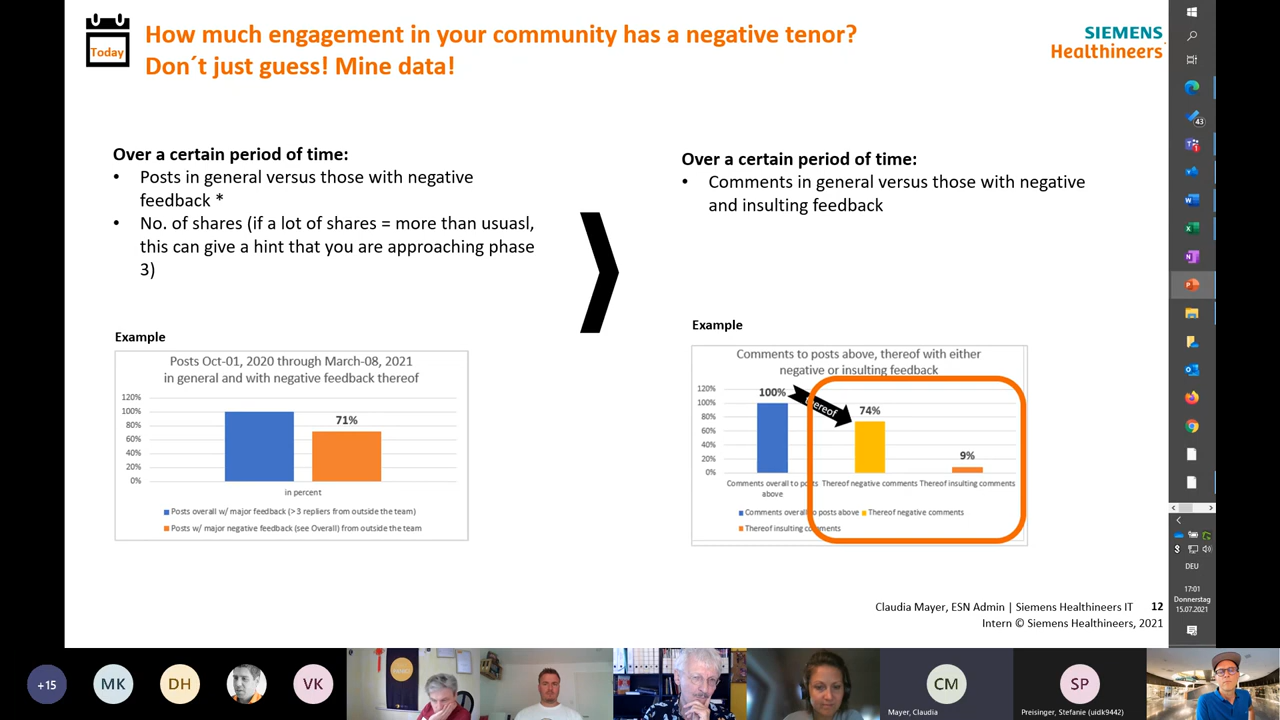 Today
How much engagement in your community has a negative tenor?
Don´t just guess! Mine data!
SIEMENS
Healthineers
Over a certain period of time:
• Posts in general versus those with negative
feedback *
• No. of shares (if a lot of shares = more than ususasl,
this can give a hint that you are approaching phase
3)
Example
Posts Oct-01, 2020 through March-08, 2021
in general and with negative feedback thereof
120%
100%
80%
60%
40%
20%
0%
71%
in percent
Posts overall w/ major feedback (>3 repliers from outside the team)
Posts w/ major negative feedback (see Overall) from outside the team
Over a certain period of time:
• Comments in general versus those with negative
and insulting feedback
Example
Comments to posts above, thereof with either
negative or insulting feedback
120%
100%
80%
60%
40%
20%
0%
100%
thereof
74%
9%
Comments overall to posts
above
Thereof negative comments
Thereof insulting comments
Comments overall to posts above
Thereof negative comments
Thereof insulting comments
Claudia Mayer, ESN Admin | Siemens Healthineers IT 12
Intern © Siemens Healthineers, 2021
43
1
DEU
17:01
Donnerstag
15.07.2021
+15
MK
DH
VK
CM
Mayer, Claudia
SP
Preisinger, Stefanie (uidk9442)